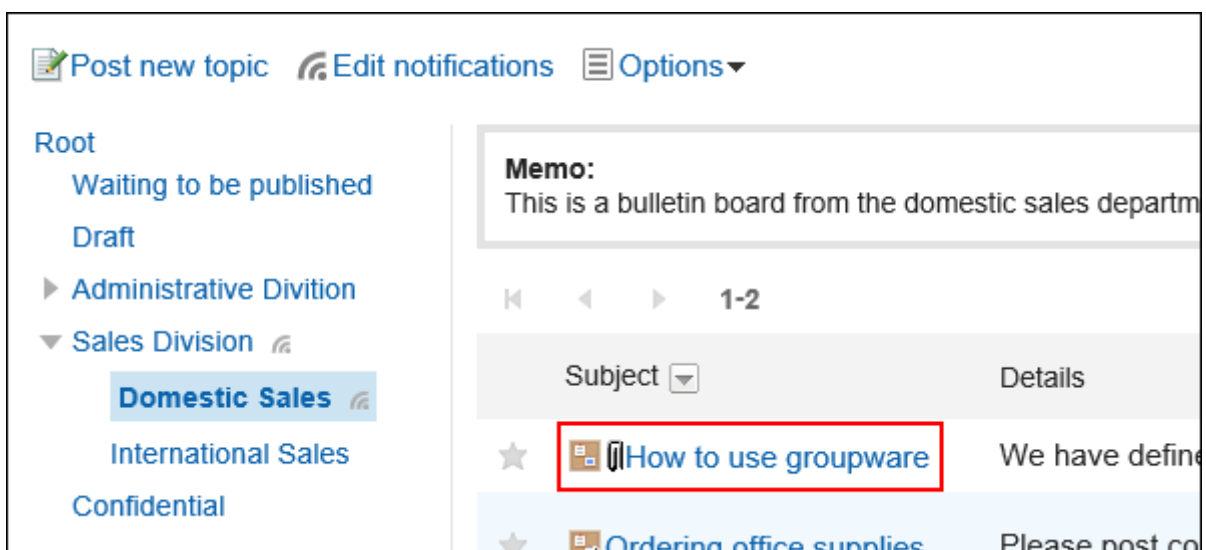 Post new topic Edit notifications Options
Root
Waiting to be published
Draft
Administrative Divition
Sales Division
Domestic Sales
International Sales
Confidential
Memo:
This is a bulletin board from the domestic sales departm
1-2
Subject Details
How to use groupware We have define
Ordering office supplies Please post co